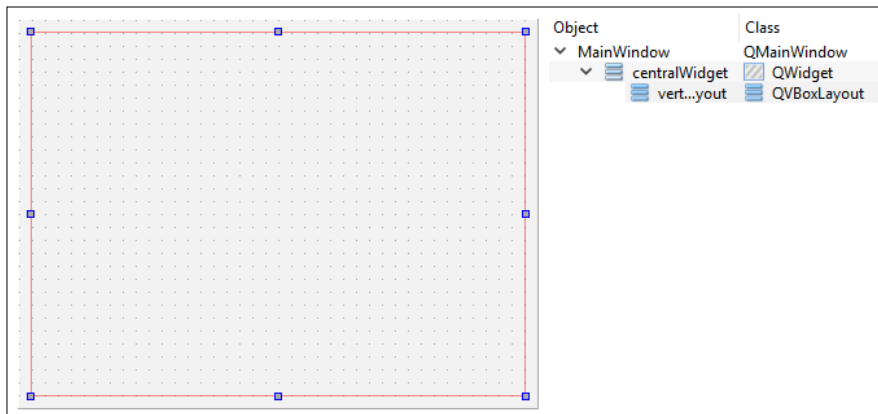 Object Class
MainWindow QMainWindow
centralWidget QWidget
vert...yout QVBoxLayout